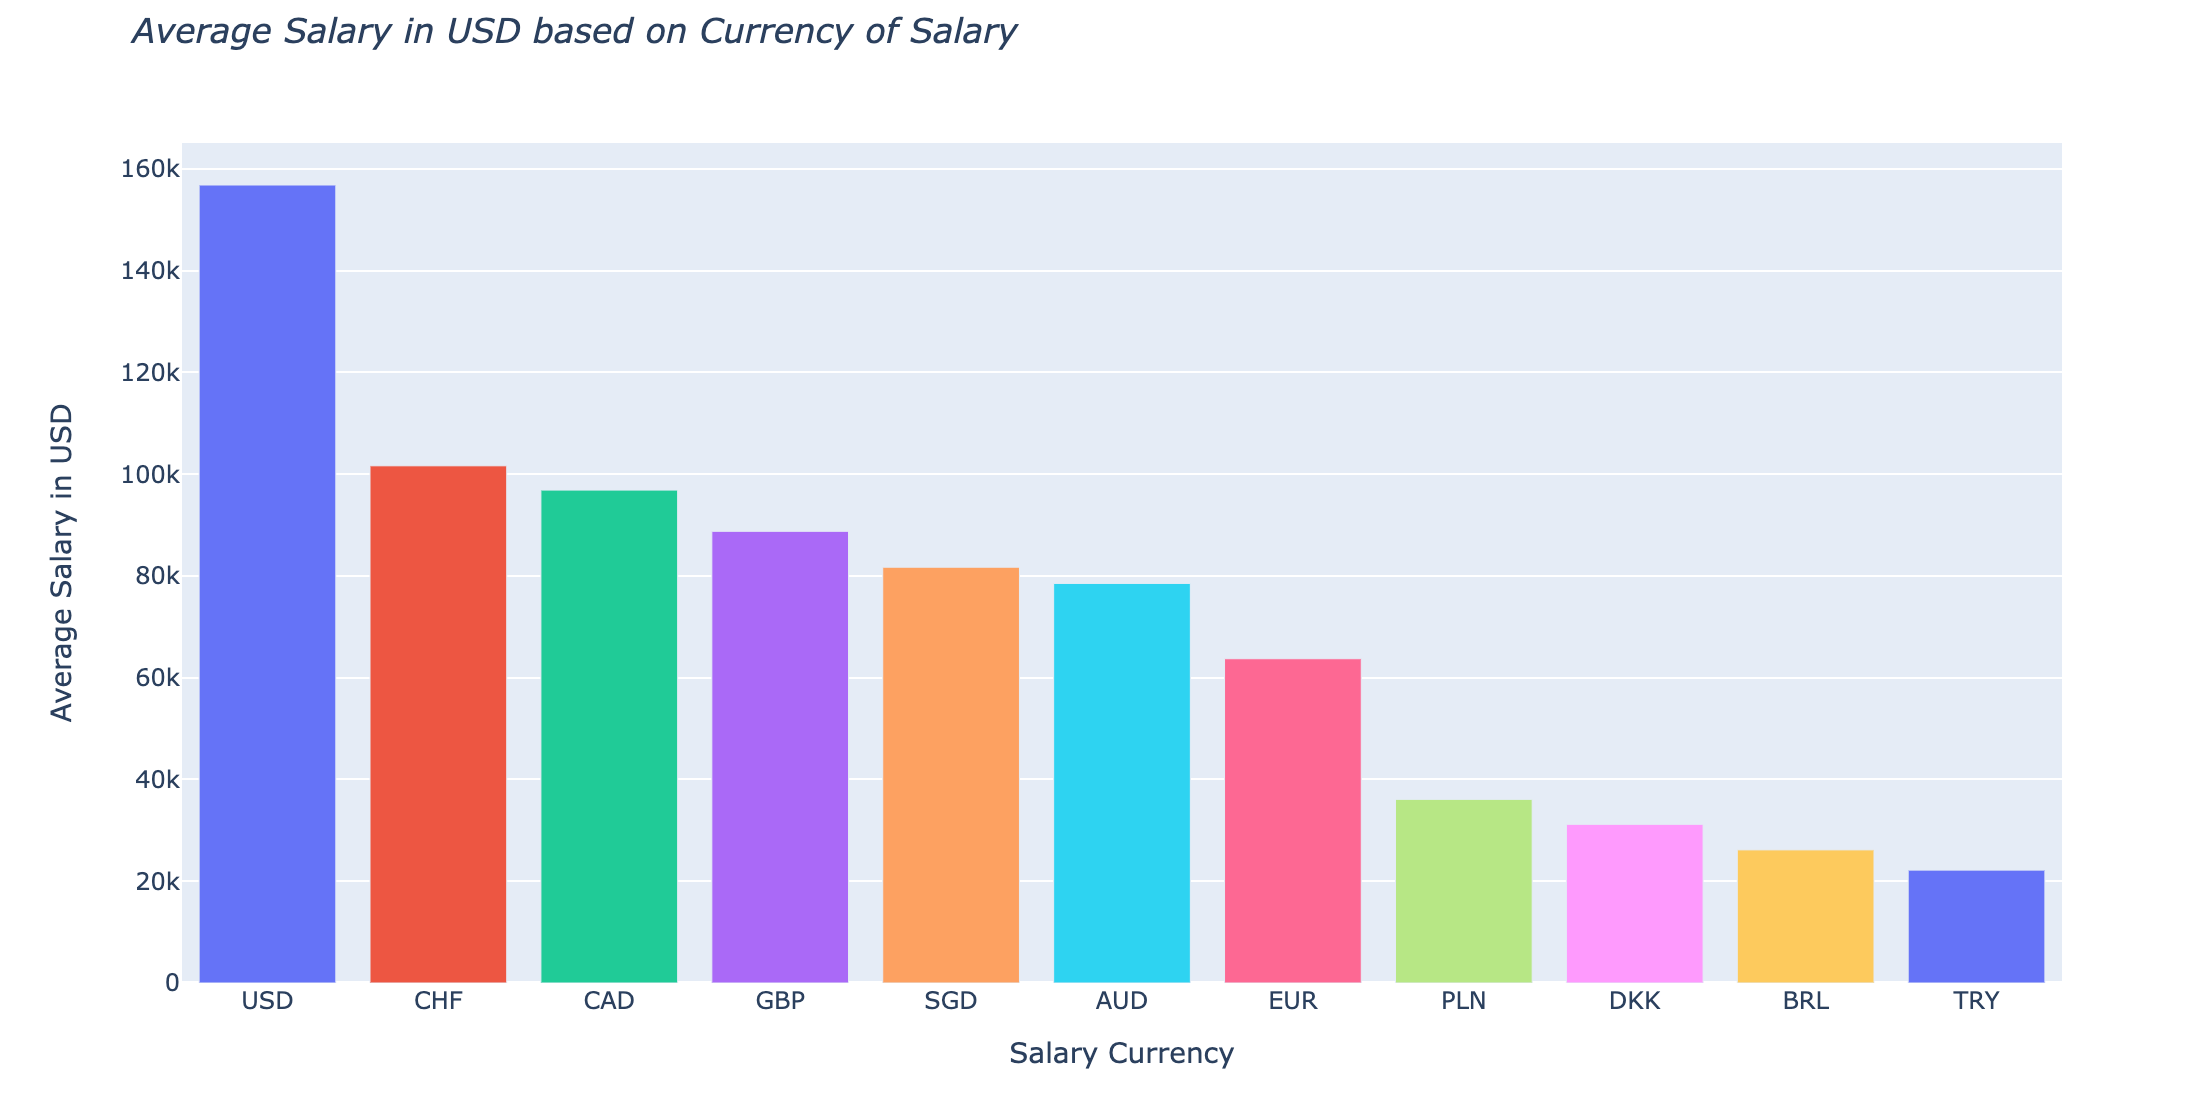 Average Salary in USD based on Currency of Salary
160k
140k
120k
100k
80k
60k
40k
20k
0
Average Salary in USD
USD CHF CAD GBP SGD AUD EUR PLN DKK BRL TRY
Salary Currency